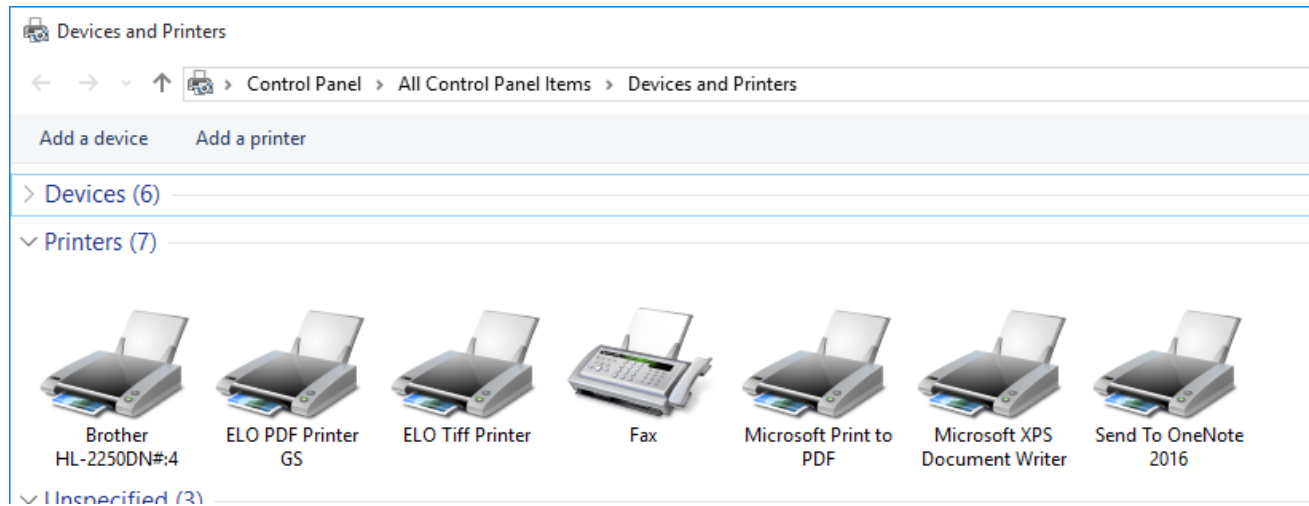 Devices and Printers
Control Panel > All Control Panel Items > Devices and Printers
Add a device Add a printer
Devices (6)
Printers (7)
Brother
HL-2250DN#:4
ELO PDF Printer
GS
ELO Tiff Printer
Fax
Microsoft Print to
PDF
Microsoft XPS
Document Writer
Send To OneNote
2016
Unspecified (3)